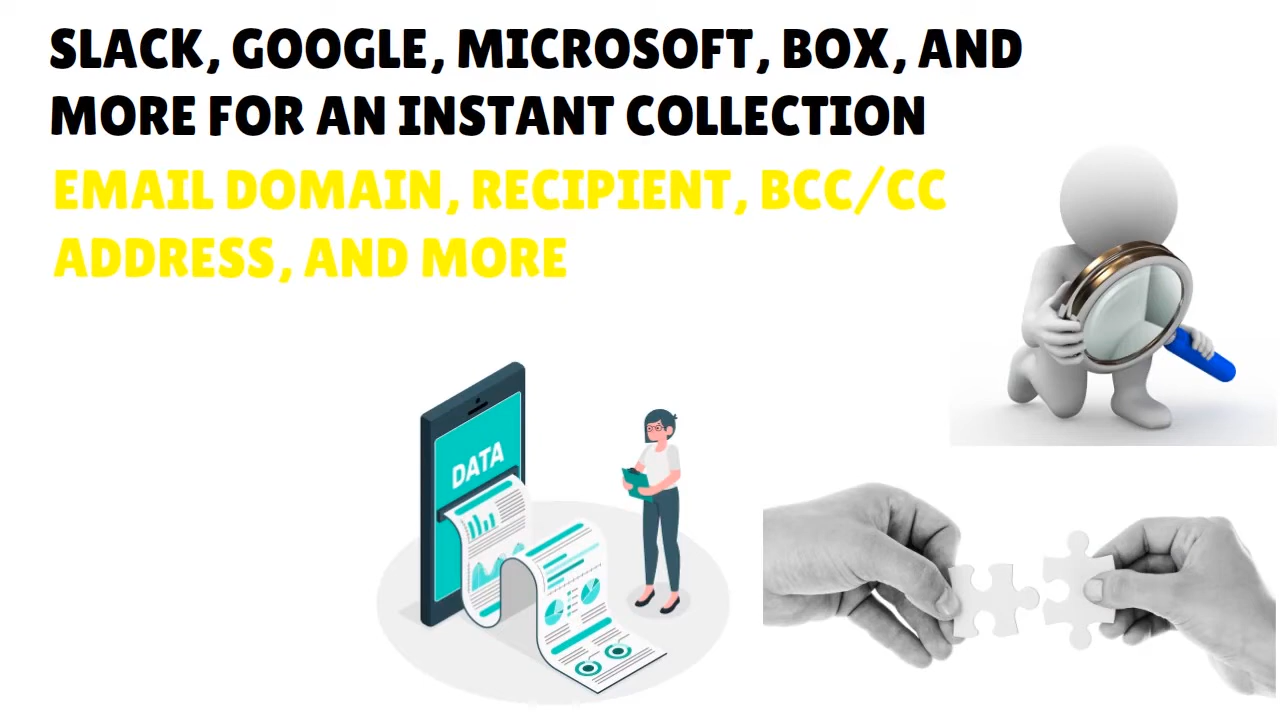 SLACK, GOOGLE, MICROSOFT, BOX, AND
MORE FOR AN INSTANT COLLECTION
EMAIL DOMAIN, RECIPIENT, BCC/CC
ADDRESS, AND MORE
DATA